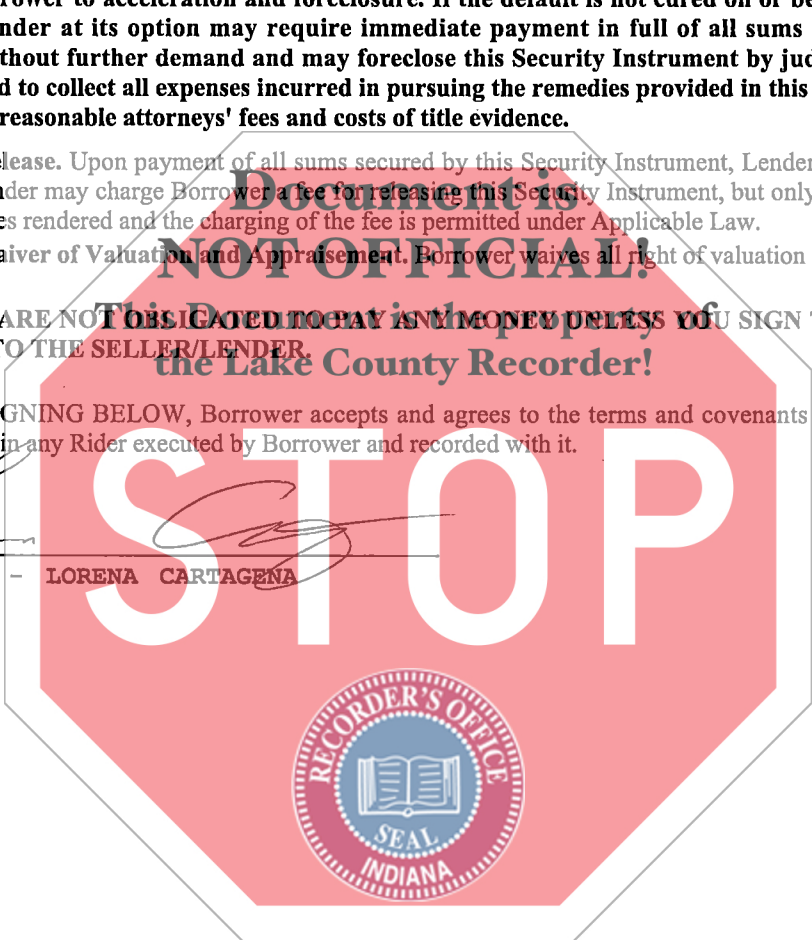 rower to acceleration and foreclosure. If the default is not cured on or be
nder at its option may require immediate payment in full of all sums
thout further demand and may foreclose this Security Instrument by jud
d to collect all expenses incurred in pursuing the remedies provided in this
reasonable attorneys' fees and costs of title evidence.
lease. Upon payment of all sums secured by this Security Instrument, Lender
nder may charge Borrower a fee for releasing this Security Instrument, but only
es rendered and the charging of the fee is permitted under Applicable Law.
aiver of Valuation and Appraisement. Borrower waives all right of valuation
Document is
NOT OFFICIAL!
This Document is the property of
the Lake County Recorder!
ARE NOT OBLIGATED TO PAY ANY MONEY UNLESS YOU SIGN
TO THE SELLER/LENDER.
GNING BELOW, Borrower accepts and agrees to the terms and covenants
in any Rider executed by Borrower and recorded with it.
STOP
- LORENA CARTAGENA
RECORDER'S OFFICE
SEAL
INDIANA